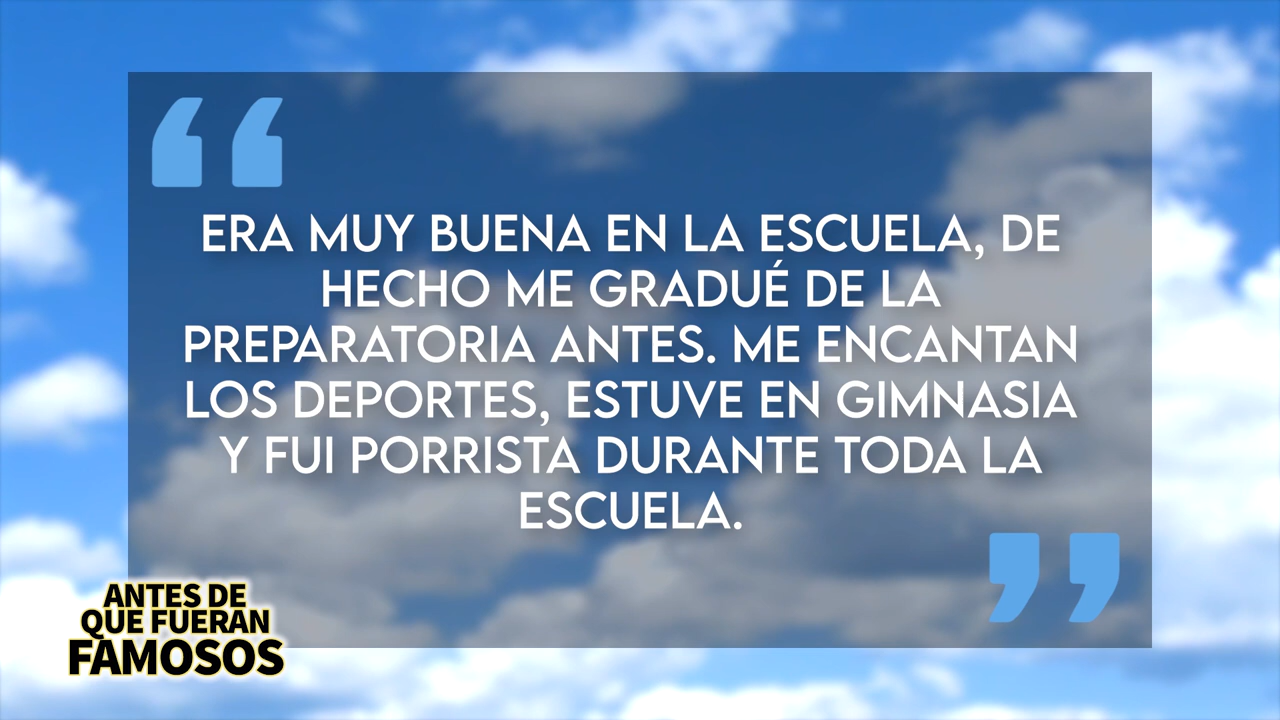 ERA MUY BUENA EN LA ESCUELA, DE
HECHO ME GRADUÉ DE LA
PREPARATORIA ANTES. ME ENCANTAN
LOS DEPORTES, ESTUVE EN GIMNASIA
Y FUI PORRISTA DURANTE TODA LA
ESCUELA.
ANTES DE
QUE FUERAN
FAMOSOS